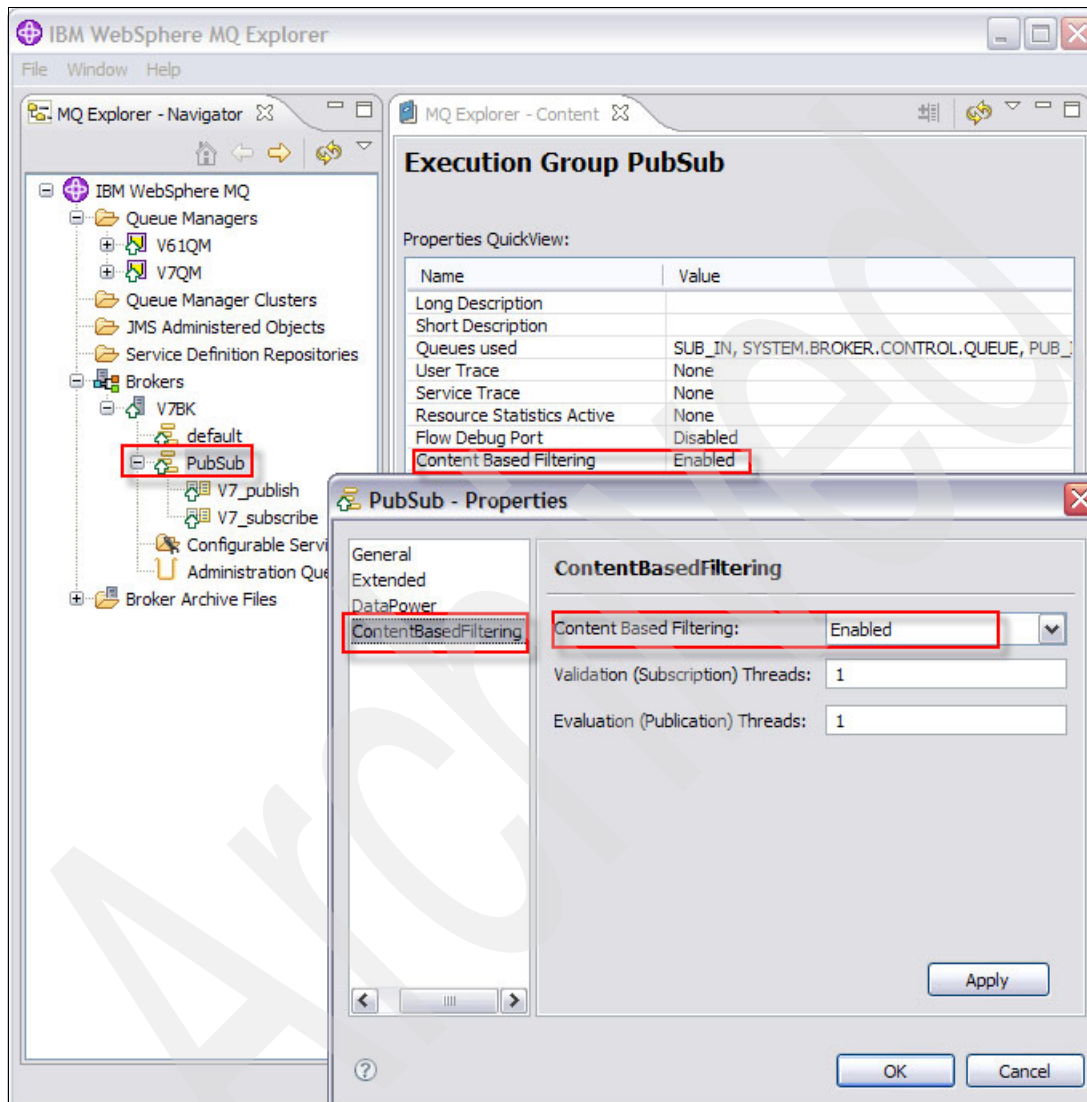 IBM WebSphere MQ Explorer
File Window Help
MQ Explorer - Navigator
IBM WebSphere MQ
Queue Managers
V61QM
V7QM
Queue Manager Clusters
JMS Administered Objects
Service Definition Repositories
Brokers
V7BK
default
PubSub
V7_publish
V7_subscribe
Configurable Servi
Administration Que
Broker Archive Files
MQ Explorer - Content
Execution Group PubSub
Properties QuickView:
Name Value
Long Description
Short Description
Queues used SUB_IN, SYSTEM.BROKER.CONTROL.QUEUE, PUB_I
User Trace None
Service Trace None
Resource Statistics Active None
Flow Debug Port Disabled
Content Based Filtering Enabled
PubSub - Properties
General
Extended
DataPower
ContentBasedFiltering
ContentBasedFiltering
Content Based Filtering: Enabled
Validation (Subscription) Threads: 1
Evaluation (Publication) Threads: 1
Apply
OK Cancel
Archived